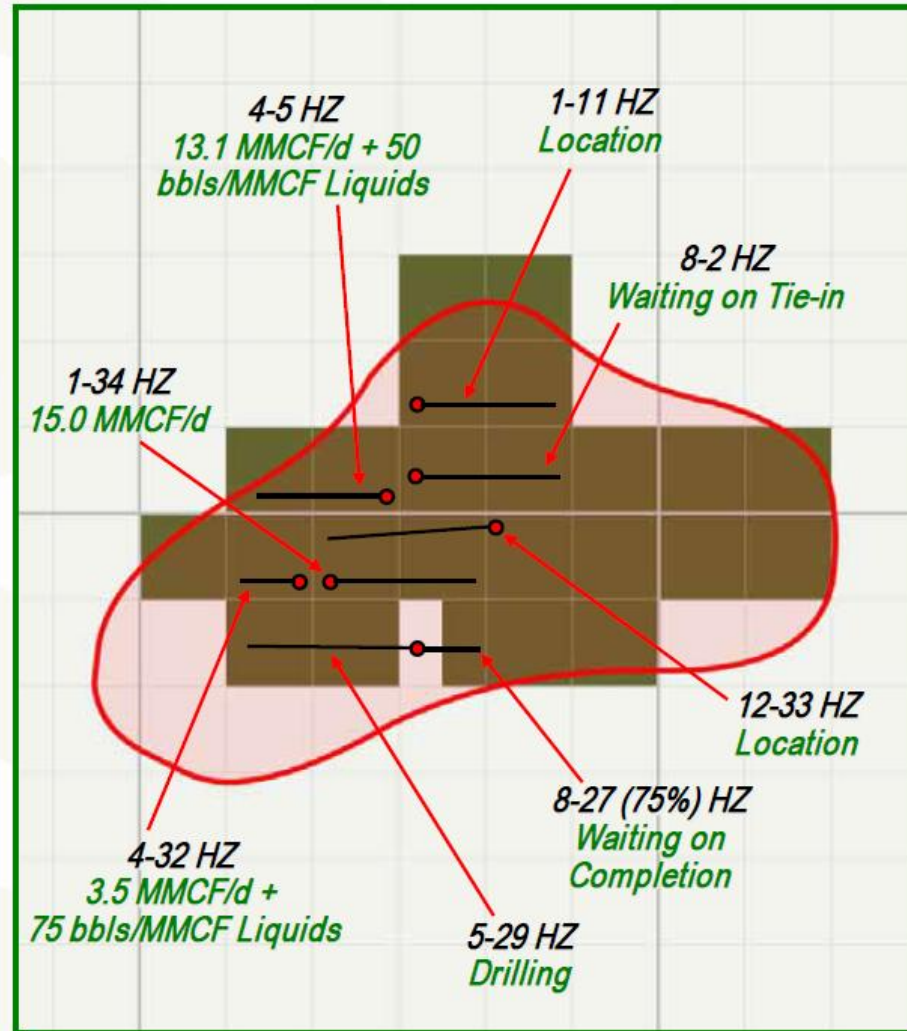 4-5 HZ
13.1 MMCF/d + 50
bbls/MMCF Liquids
1-11 HZ
Location
8-2 HZ
Waiting on Tie-in
1-34 HZ
15.0 MMCF/d
12-33 HZ
Location
8-27 (75%) HZ
Waiting on
Completion
4-32 HZ
3.5 MMCF/d +
75 bbls/MMCF Liquids
5-29 HZ
Drilling